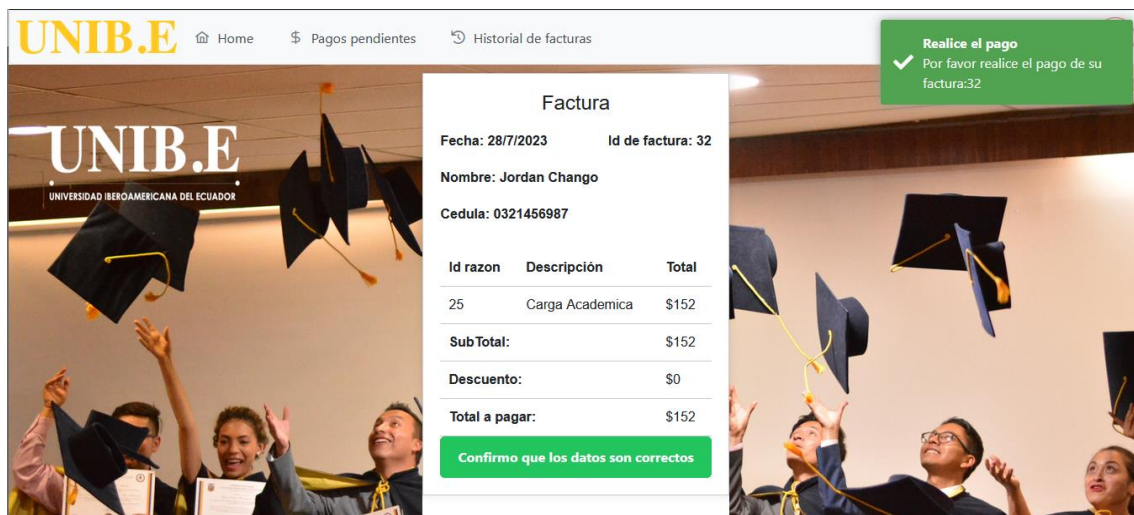 UNIB.E
Home
$ Pagos pendientes
Historial de facturas
Realice el pago
Por favor realice el pago de su
factura:32
UNIB.E
UNIVERSIDAD IBEROAMERICANA DEL ECUADOR
Factura
Fecha: 28/7/2023 Id de factura: 32
Nombre: Jordan Chango
Cedula: 0321456987
Id razon Descripción Total
25 Carga Academica $152
SubTotal: $152
Descuento: $0
Total a pagar: $152
Confirmo que los datos son correctos